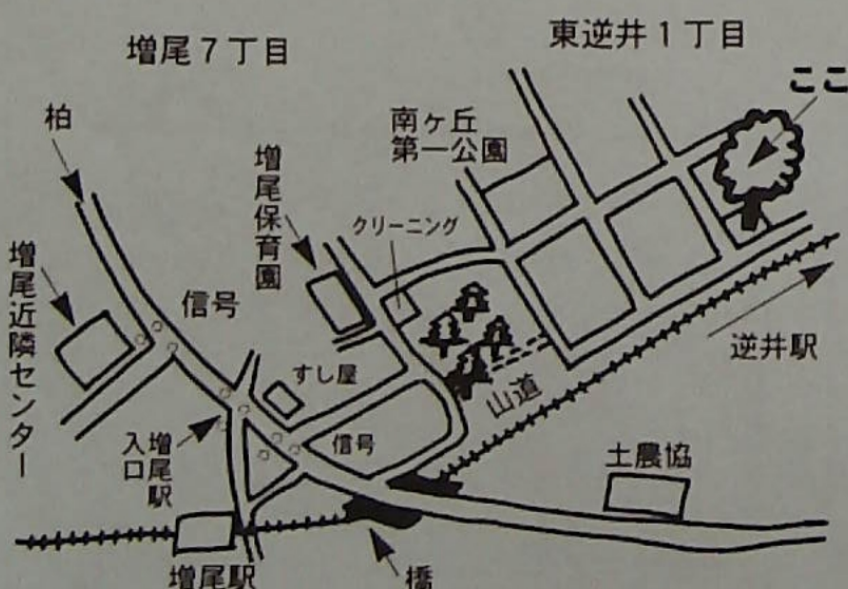 増尾7丁目
東逆井1丁目
ここ
柏
南ヶ丘
第一公園
増尾保育園
クリーニング
増尾近隣センター
信号
すし屋
逆井駅
山道
増尾駅
入口
信号
土農協
増尾駅
橋